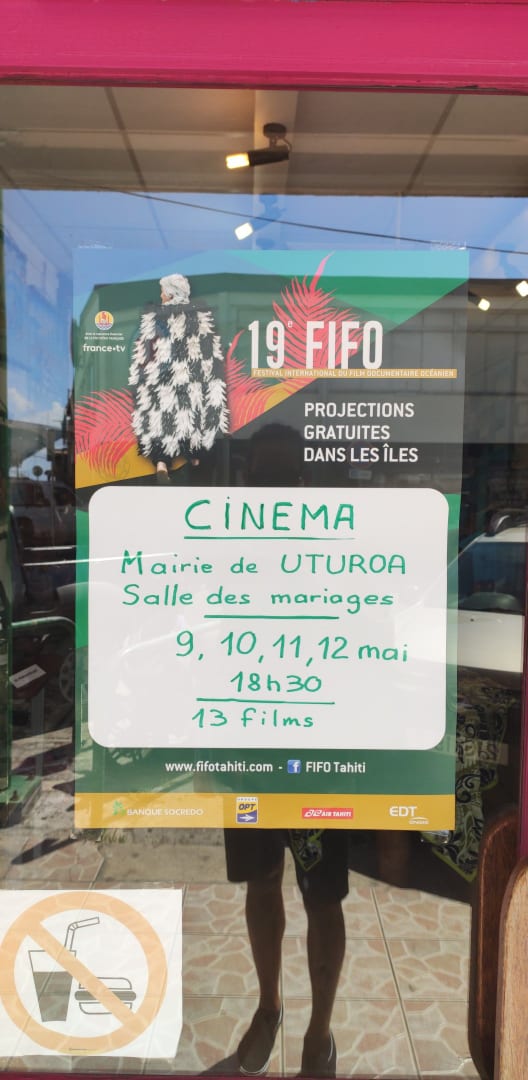 france•tv
19e FIFO
FESTIVAL INTERNATIONAL DU FILM DOCUMENTAIRE OCÉANIEN
PROJECTIONS
GRATUITES
DANS LES ÎLES
CINEMA
Mairie de UTUROA
Salle des mariages
9, 10, 11, 12 mai
18h30
13 films
www.fifotahiti.com - FIFO Tahiti
BANQUE SOCREDO
OPT
AIR TAHITI
EDT
ENGIE